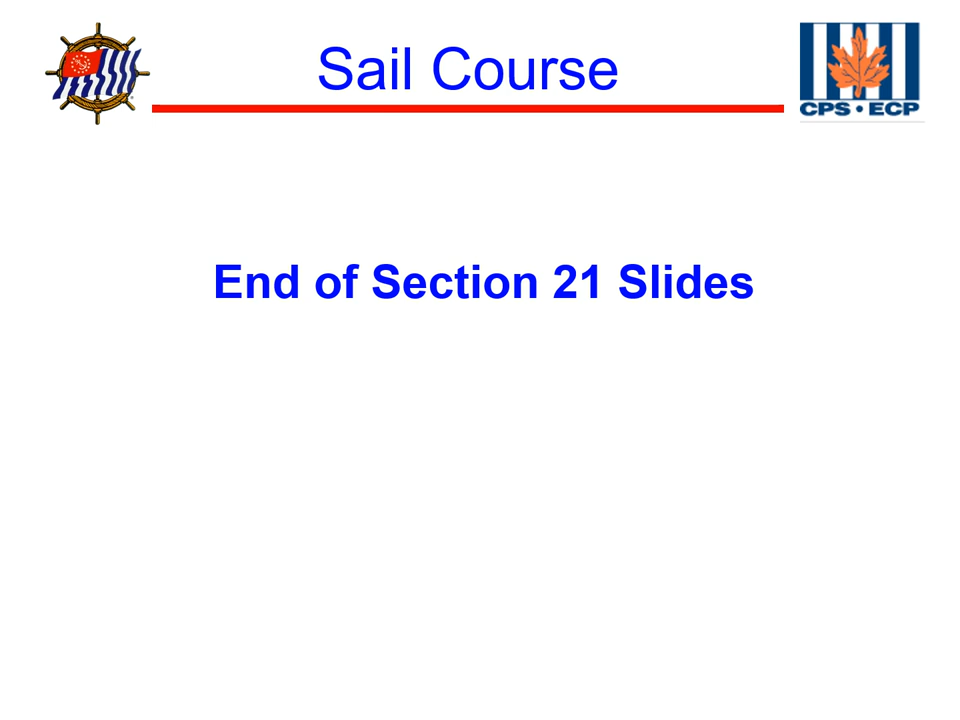 Sail Course
CPS • ECP
End of Section 21 Slides